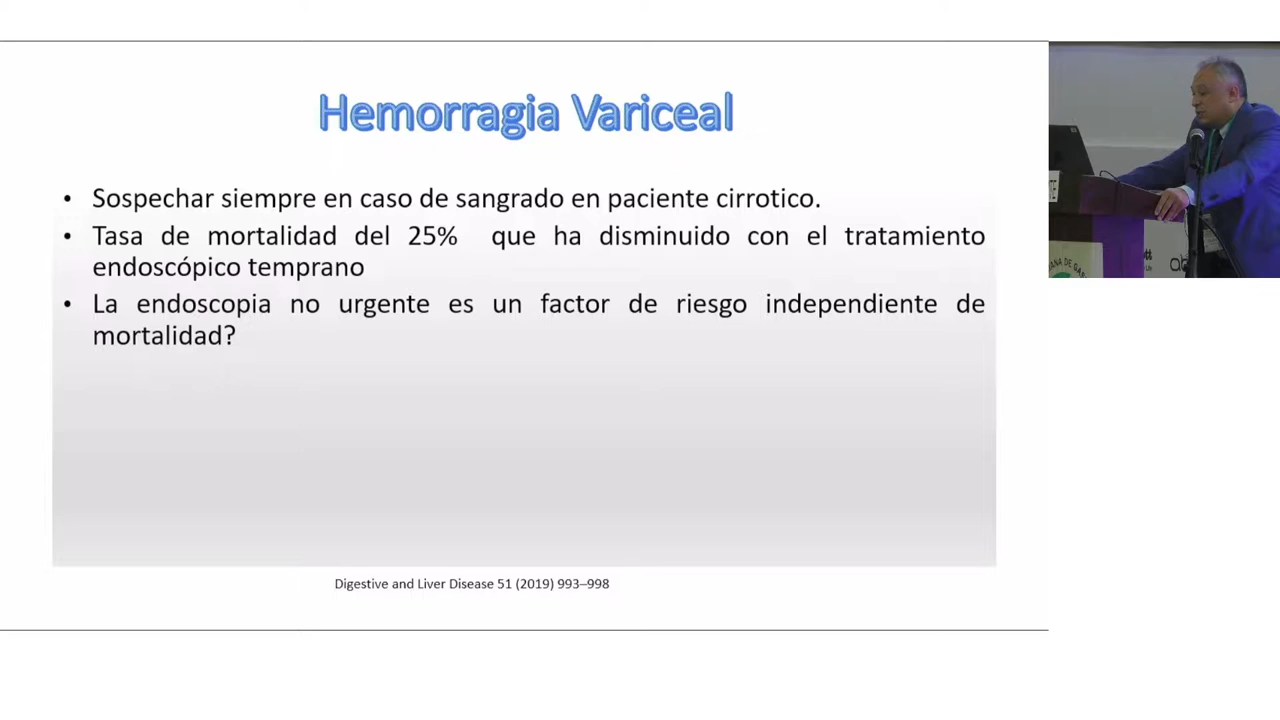 Hemorragia Variceal
• Sospechar siempre en caso de sangrado en paciente cirrotico.
• Tasa de mortalidad del 25% que ha disminuido con el tratamiento
endoscópico temprano
• La endoscopia no urgente es un factor de riesgo independiente de
mortalidad?
Digestive and Liver Disease 51 (2019) 993–998